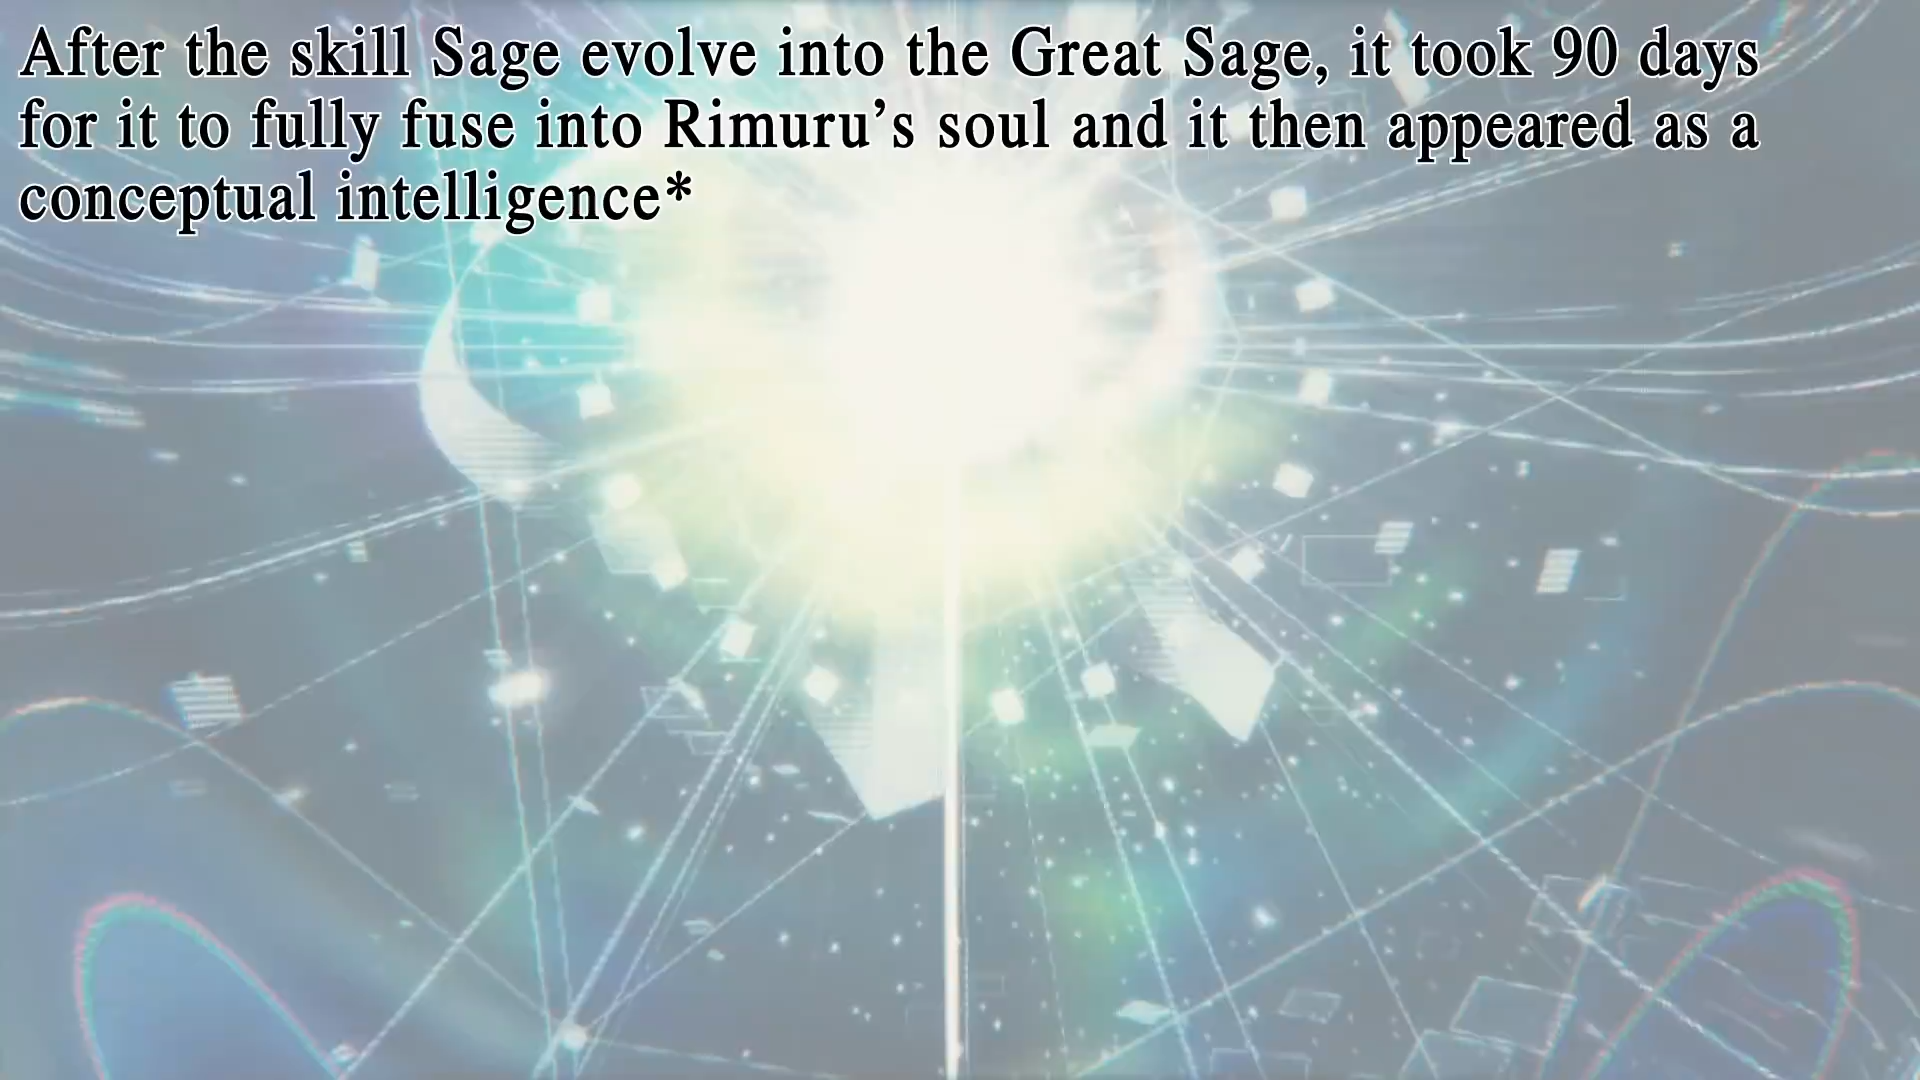 After the skill Sage evolve into the Great Sage, it took 90 days
for it to fully fuse into Rimuru’s soul and it then appeared as a
conceptual intelligence*